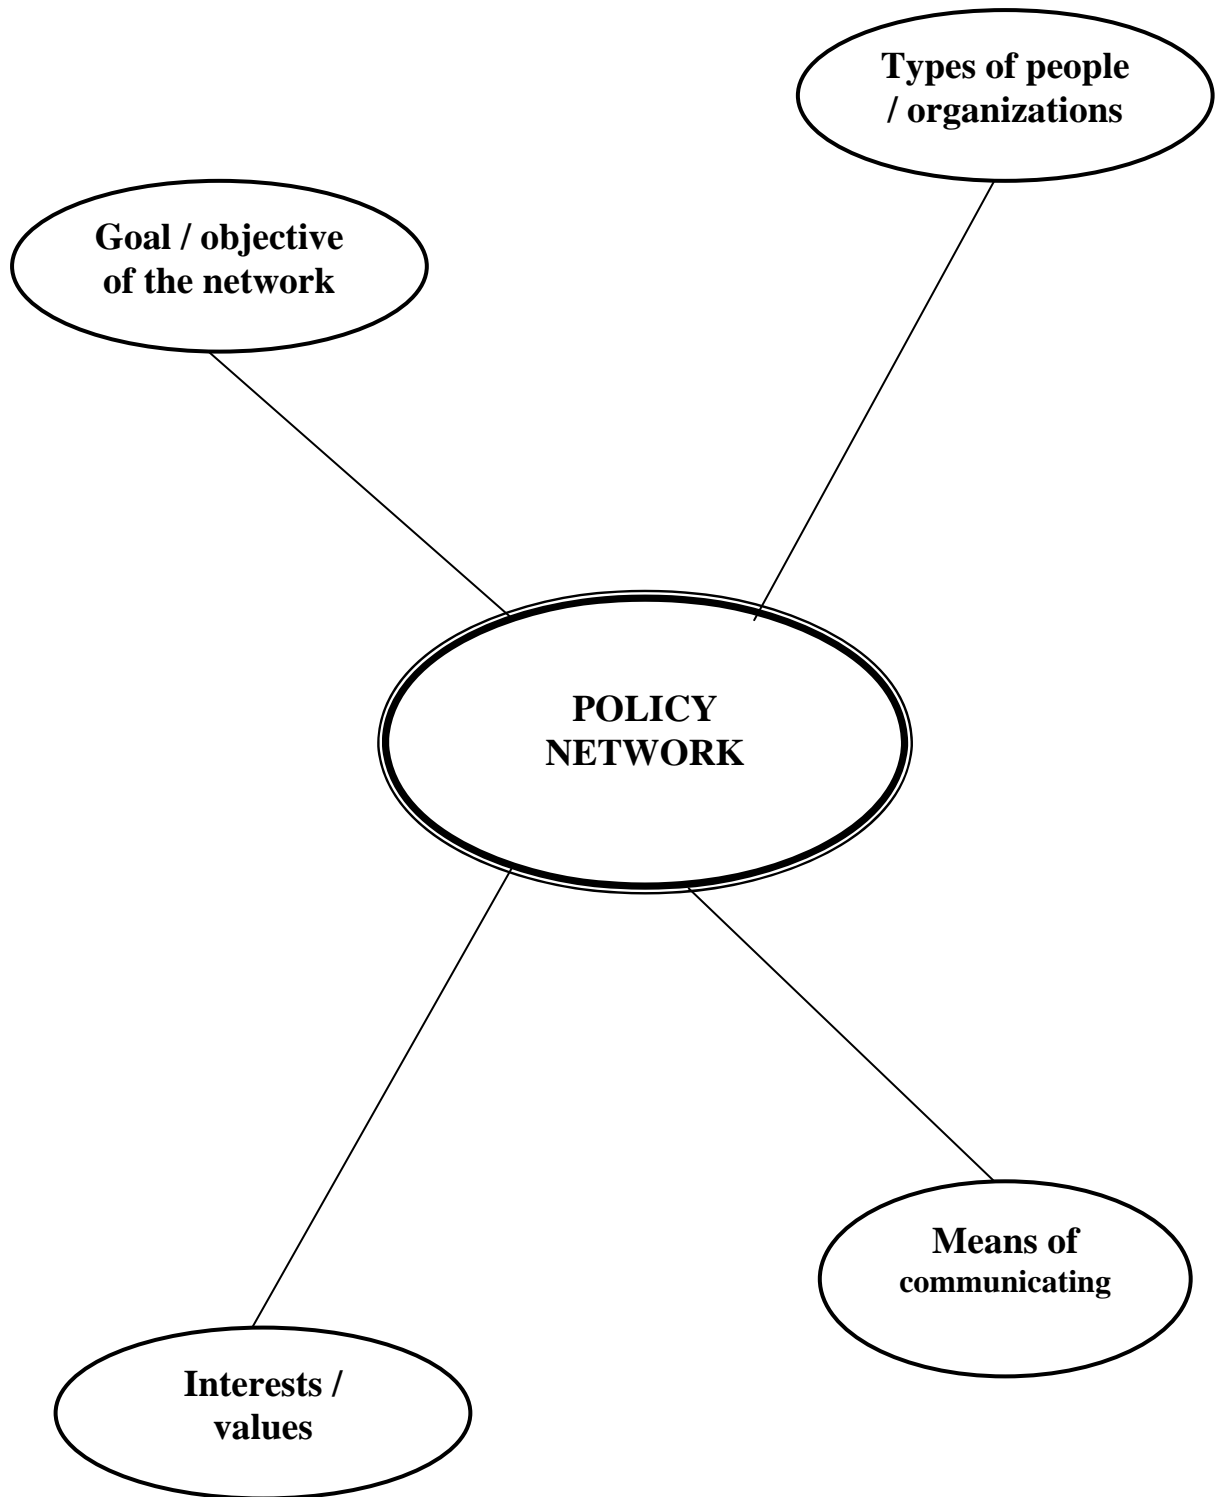 Types of people
/ organizations
Goal / objective
of the network
POLICY
NETWORK
Means of
communicating
Interests /
values